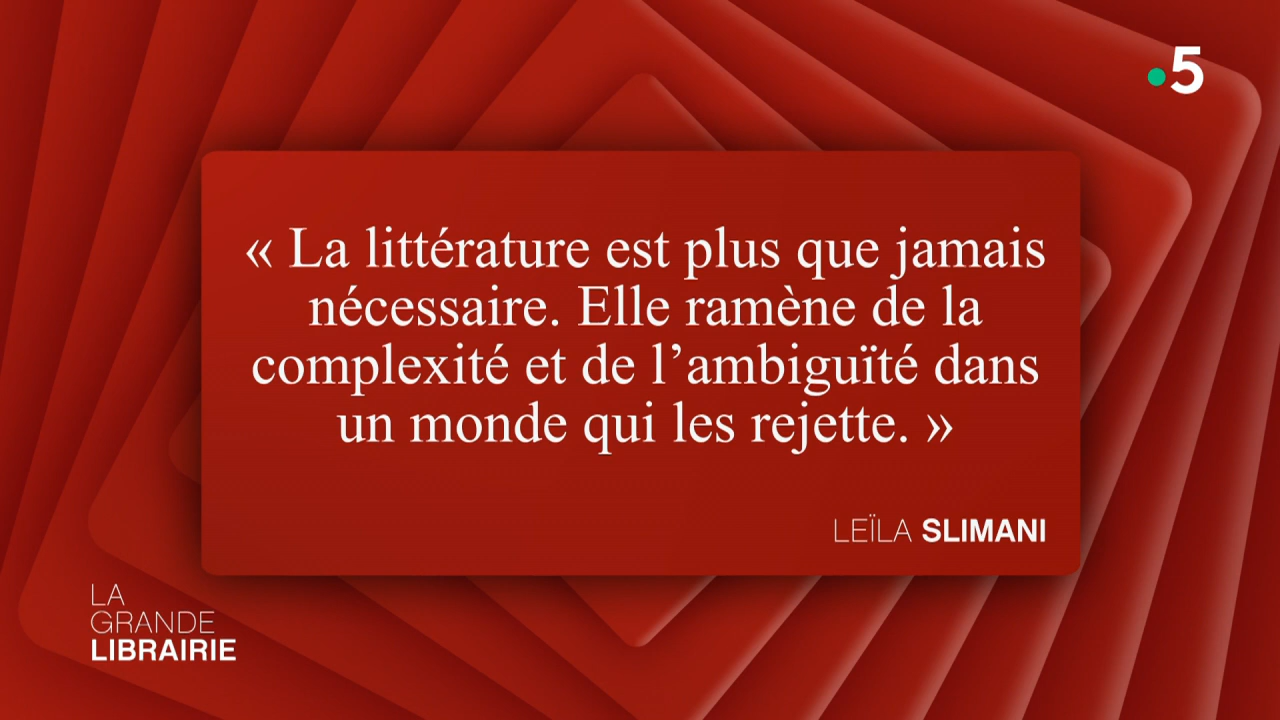 5
« La littérature est plus que jamais
nécessaire. Elle ramène de la
complexité et de l’ambiguïté dans
un monde qui les rejette. »
LEÏLA SLIMANI
LA
GRANDE
LIBRAIRIE